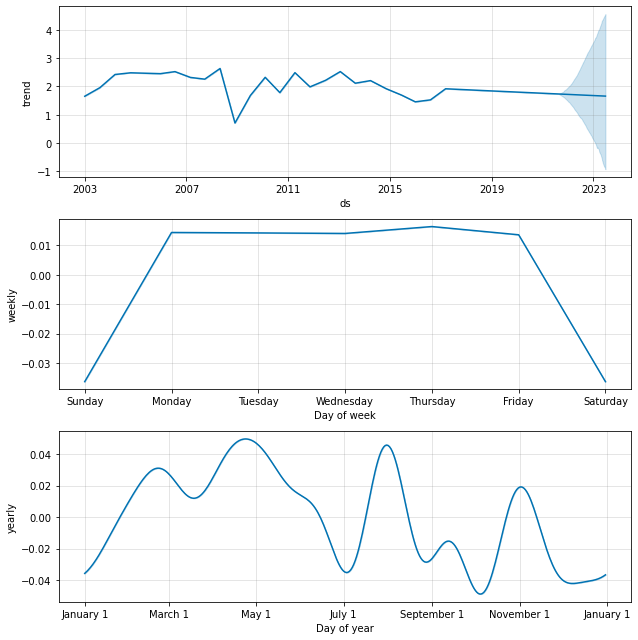 4
3
2
1
0
−1
trend
2003 2007 2011 2015 2019 2023
ds
0.01
0.00
−0.01
−0.02
−0.03
weekly
Sunday Monday Tuesday Wednesday Thursday Friday Saturday
Day of week
0.04
0.02
0.00
−0.02
−0.04
yearly
January 1 March 1 May 1 July 1 September 1 November 1 January 1
Day of year